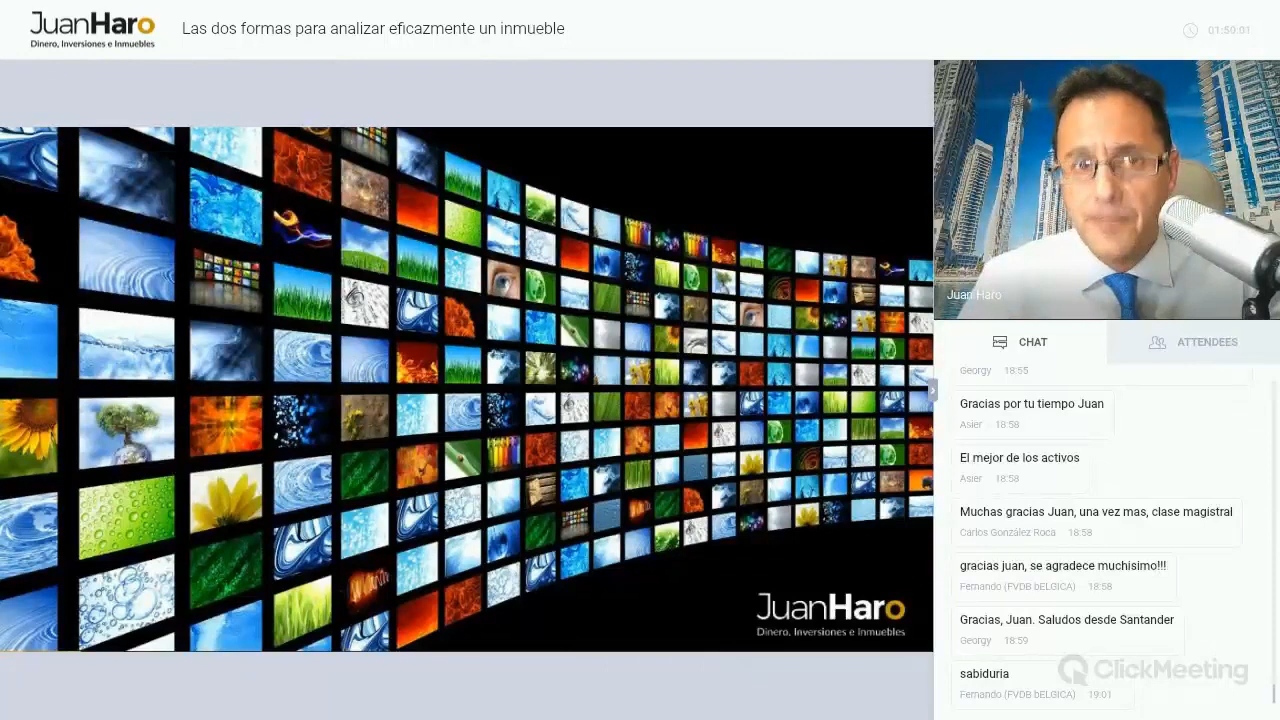 JuanHaro
Dinero, Inversiones e Inmuebles
Las dos formas para analizar eficazmente un inmueble
01:59:01
Juan Haro
CHAT
ATTENDEES
Georgy 18:55
Gracias por tu tiempo Juan
Asier 18:58
El mejor de los activos
Asier 18:58
Muchas gracias Juan, una vez mas, clase magistral
Carlos González Roca 18:58
gracias juan, se agradece muchisimo!!!
Fernando (FVDB bELGICA) 18:58
Gracias, Juan. Saludos desde Santander
Georgy 18:59
sabiduria
Fernando (FVDB bELGICA) 19:01
ClickMeeting
JuanHaro
Dinero, Inversiones e Inmuebles